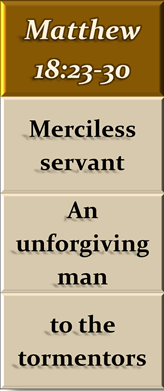 Matthew
18:23-30
Merciless
servant
An
unforgiving
man
to the
tormentors